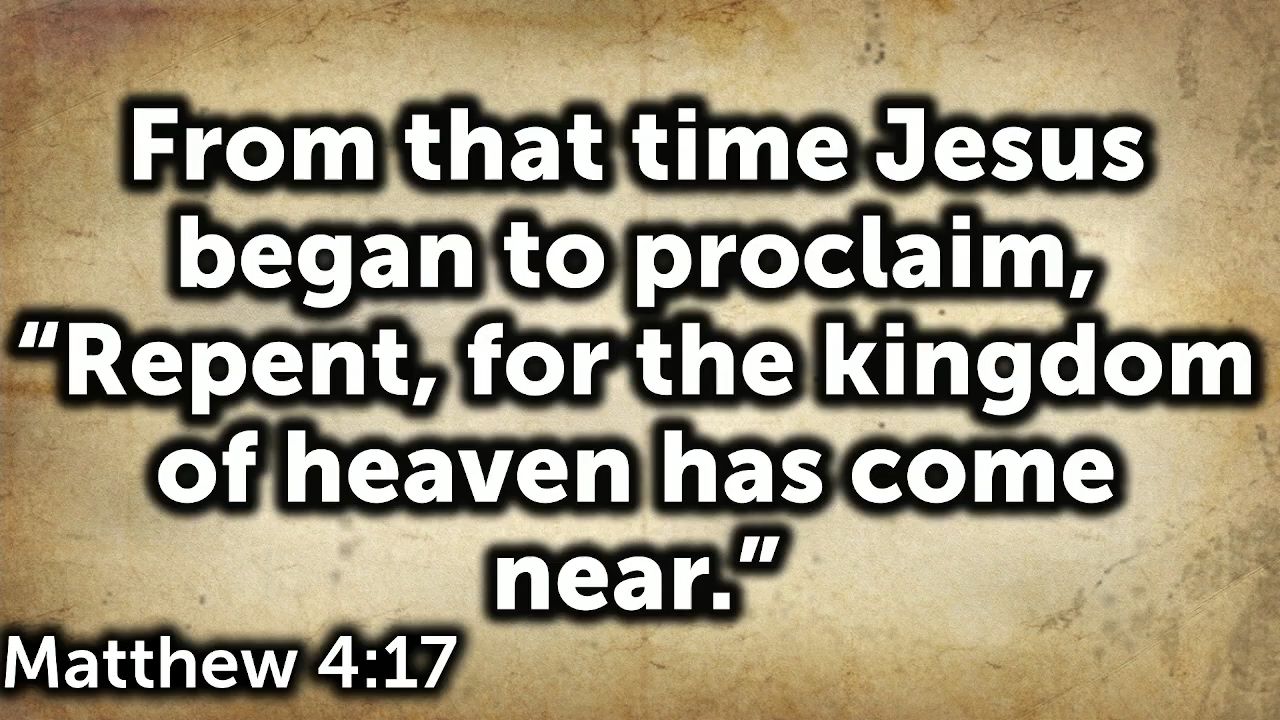 From that time Jesus
began to proclaim,
“Repent, for the kingdom
of heaven has come
near.”
Matthew 4:17